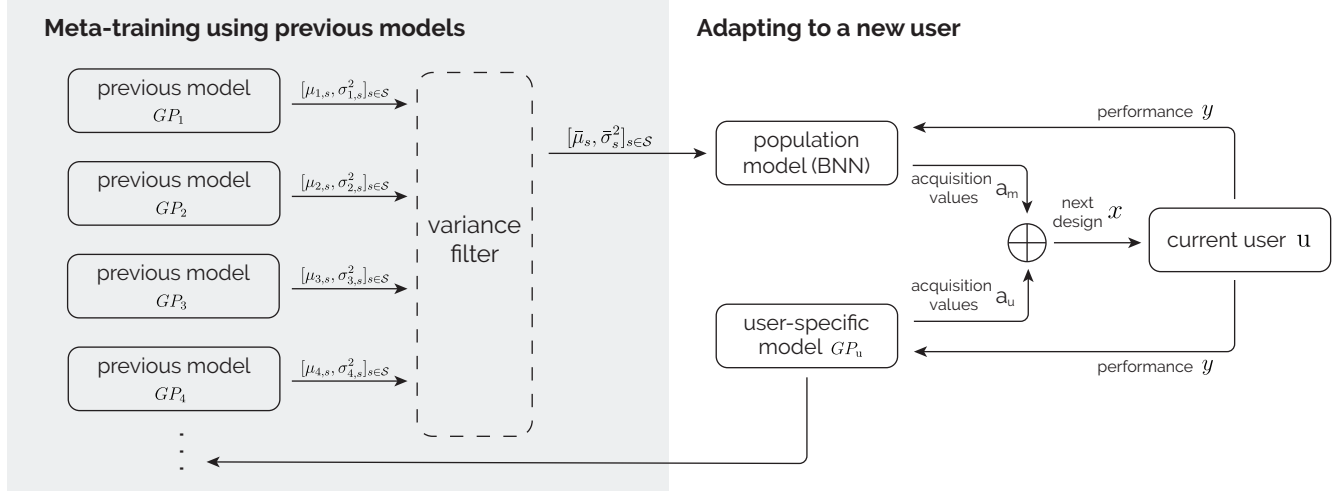 Meta-training using previous models
previous model
GP₁
[μ₁,ₛ, σ²₁,ₛ]ₛ∈𝒮
previous model
GP₂
[μ₂,ₛ, σ²₂,ₛ]ₛ∈𝒮
previous model
GP₃
[μ₃,ₛ, σ²₃,ₛ]ₛ∈𝒮
previous model
GP₄
[μ₄,ₛ, σ²₄,ₛ]ₛ∈𝒮
variance
filter
[μ̄ₛ, σ̄²ₛ]ₛ∈𝒮
Adapting to a new user
population
model (BNN)
performance y
acquisition
values aₘ
next
design x
current user u
acquisition
values aᵤ
user-specific
model GPᵤ
performance y